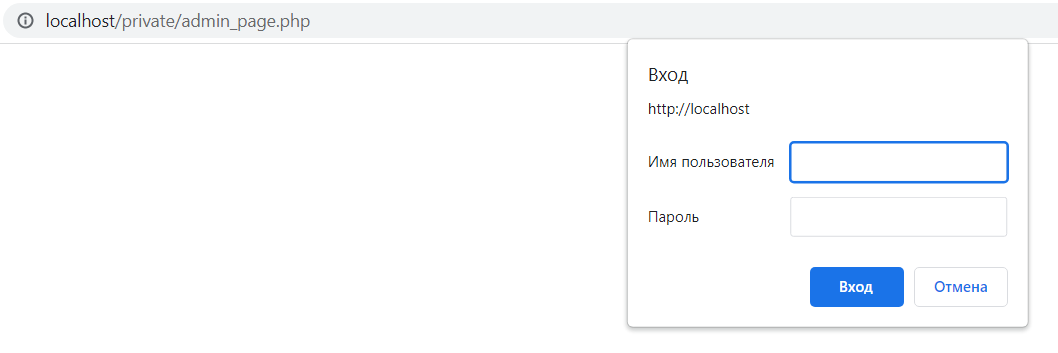 localhost/private/admin_page.php
Вход
http://localhost
Имя пользователя
Пароль
Вход Отмена